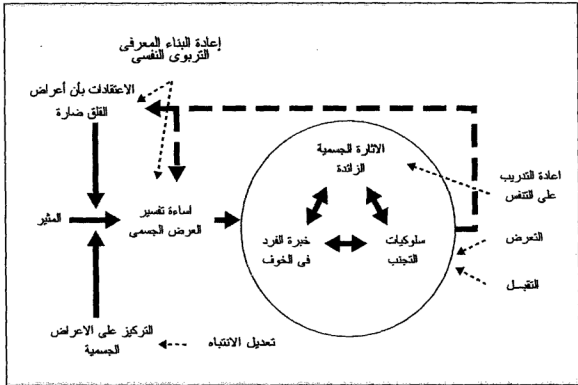 إعادة البناء المعرفى
التربوى النفسى
الاعتقادات بأن أعراض
القلق ضارة
الاثارة الجسمية
الزائدة
اعادة التدريب
على التنفس
المثير
اساءة تفسير
العرض الجسمى
خبرة الفرد
فى الخوف
سلوكيات
التجنب
التعرض
التقبل
التركيز على الاعراض
الجسمية
تعديل الانتباه